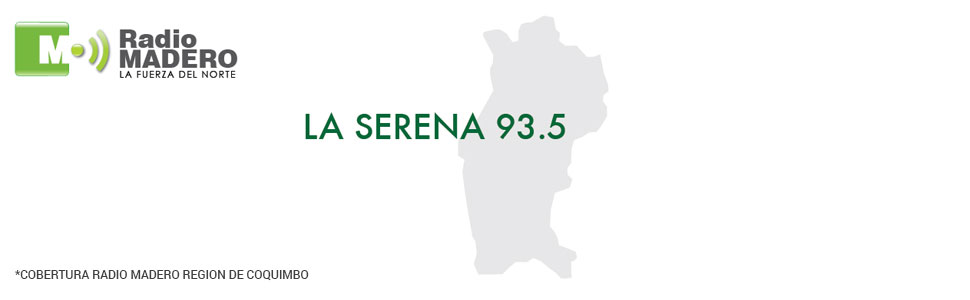 M
Radio
MADERO
LA FUERZA DEL NORTE
LA SERENA 93.5
*COBERTURA RADIO MADERO REGION DE COQUIMBO